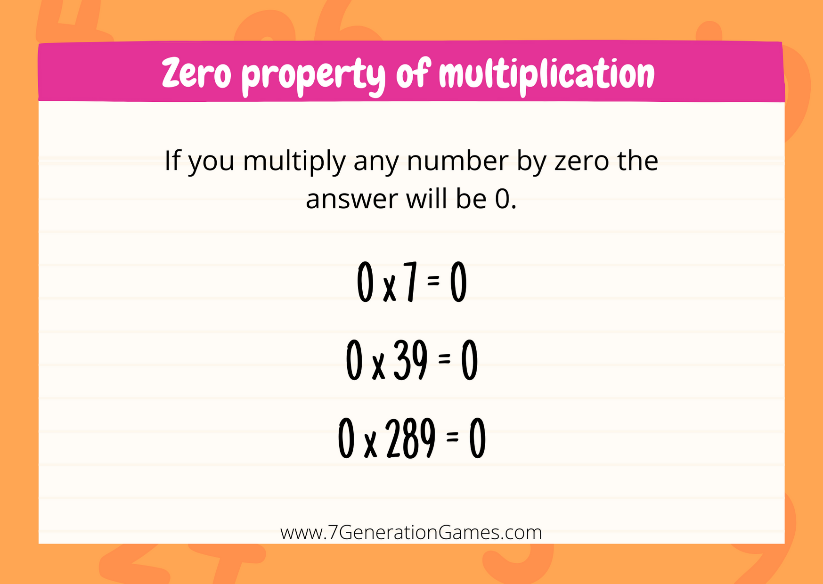 Zero property of multiplication
If you multiply any number by zero the
answer will be 0.
0 x 7 = 0
0 x 39 = 0
0 x 289 = 0
www.7GenerationGames.com